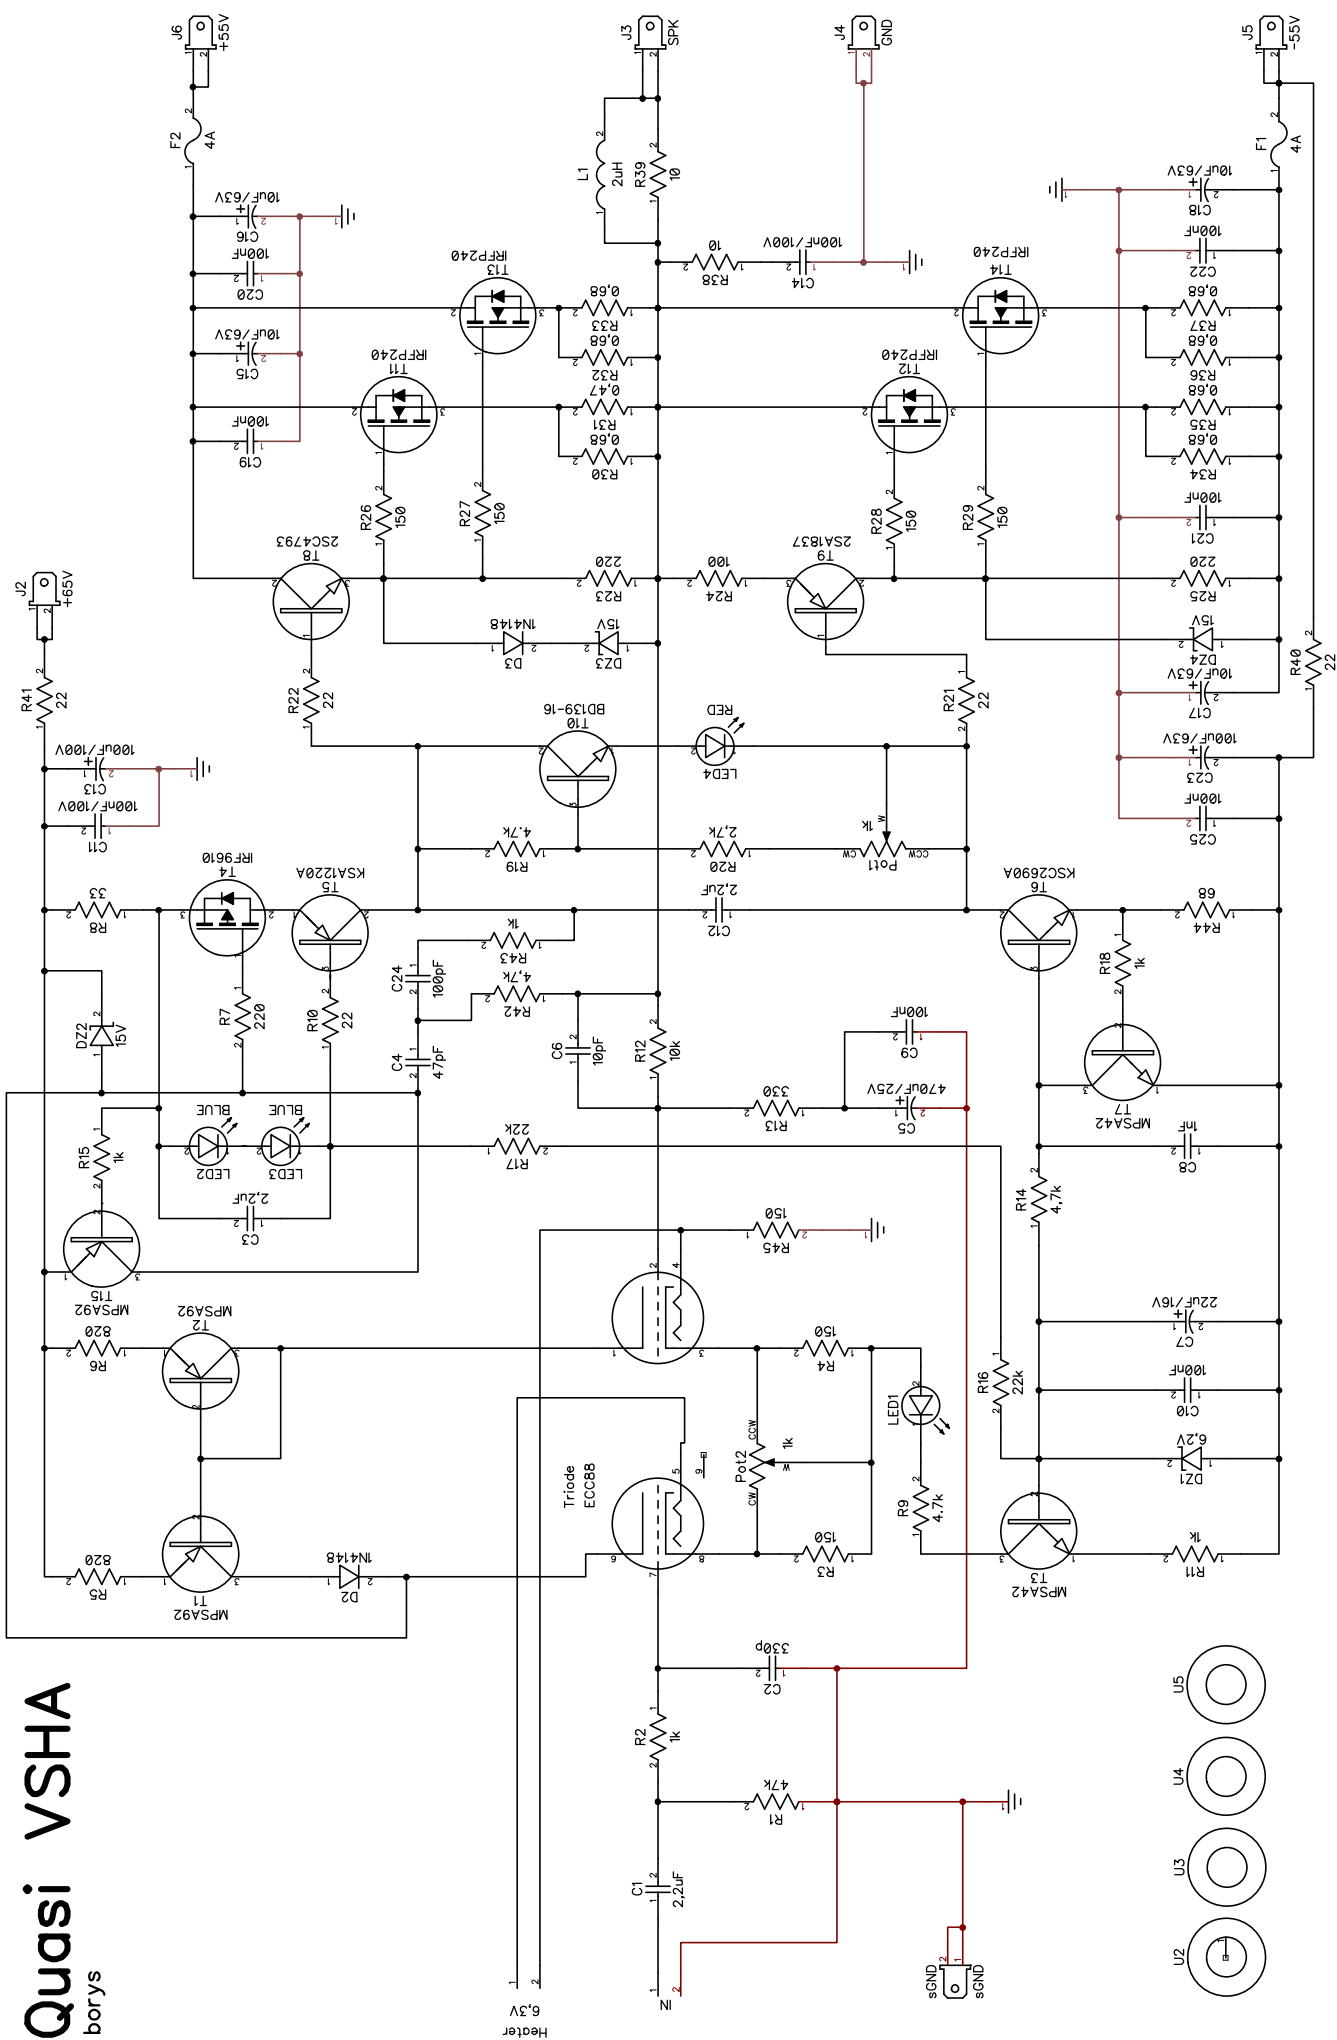 Quasi VSHA
borys
J6
+55V
J3
SPK
J4
GND
J5
-55V
F2
4A
L1
2uH
R39
10
F1
4A
C16
10uF/63V
C20
100nF
C15
10uF/63V
C19
100nF
IRFP240
T13
IRFP240
T11
R33
0,68
R32
0,68
R31
0,47
R30
0,68
R38
10
C14
100nF/100V
IRFP240
T14
IRFP240
T12
C18
10uF/63V
C22
100nF
R37
0,68
R36
0,68
R35
0,68
R34
0,68
C21
100nF
R26
150
R27
150
R28
150
R29
150
J2
+65V
2SC4793
T8
R23
220
R24
100
2SA1837
T9
R25
220
D3
1N4148
DZ3
15V
DZ4
15V
R40
22
R41
22
R22
22
R21
22
C17
10uF/63V
C23
100uF/63V
C25
100nF
BD139-16
T10
RED
LED4
C13
100uF/100V
C11
100nF/100V
R19
4.7k
R20
2,7k
Pot1
1k
CW
W
CCW
R8
33
IRF9610
T4
KSA1220A
T5
C12
2,2uF
KSC2690A
T6
R44
68
R43
1k
C24
100pF
R42
4,7k
R18
1k
DZ2
15V
R7
220
R10
22
C4
47pF
C6
10pF
R12
10k
C9
100nF
C5
470uF/25V
R13
330
T7
MPSA42
R15
1k
BLUE
LED2
BLUE
LED3
R17
22k
C8
1nF
R14
4,7k
C3
2,2uF
T15
MPSA92
R45
150
R6
820
MPSA92
T2
R4
150
R16
22k
C7
22uF/16V
C10
100nF
LED1
Pot2
1k
CCW
W
CW
Triode
ECC88
DZ1
6,2V
R9
4.7k
R5
820
T1
MPSA92
D2
1N4148
R3
150
T3
MPSA42
R11
1k
C2
330p
R2
1k
R1
47k
C1
2,2uF
IN
Heater
6,3V
sGND
sGND
U5
U4
U3
U2